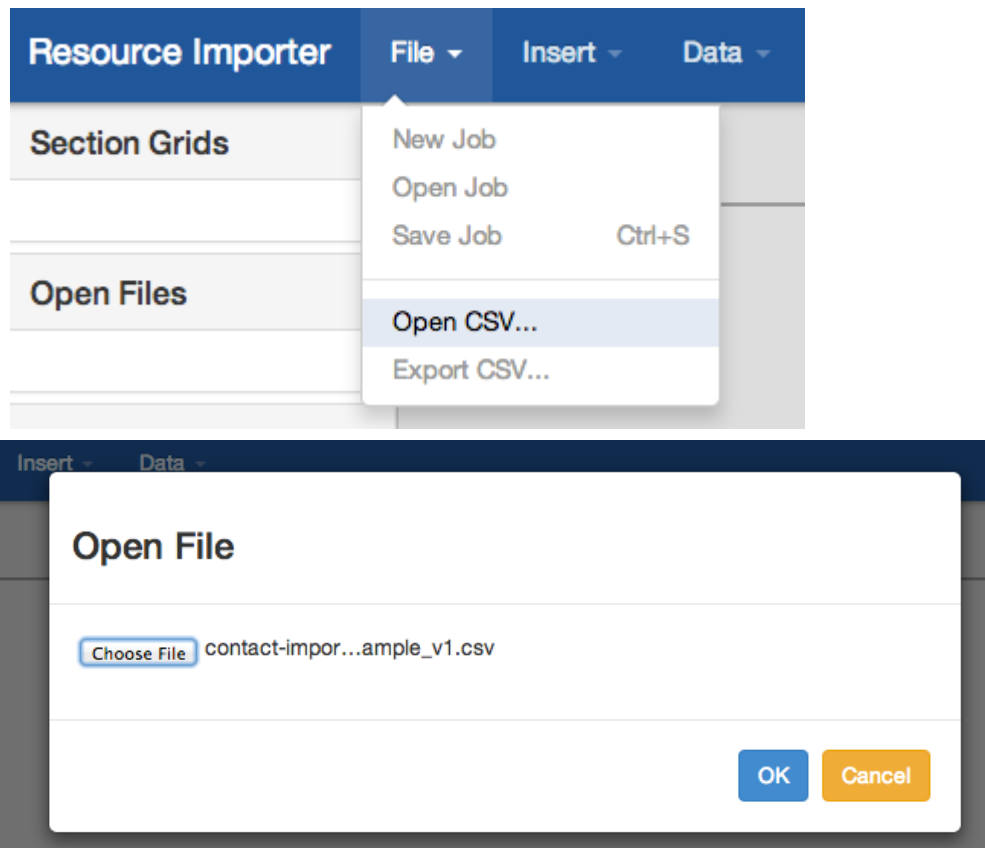 Resource Importer File Insert Data
Section Grids
New Job
Open Job
Save Job Ctrl+S
Open Files
Open CSV...
Export CSV...
Insert Data
Open File
Choose File contact-impor...ample_v1.csv
OK Cancel